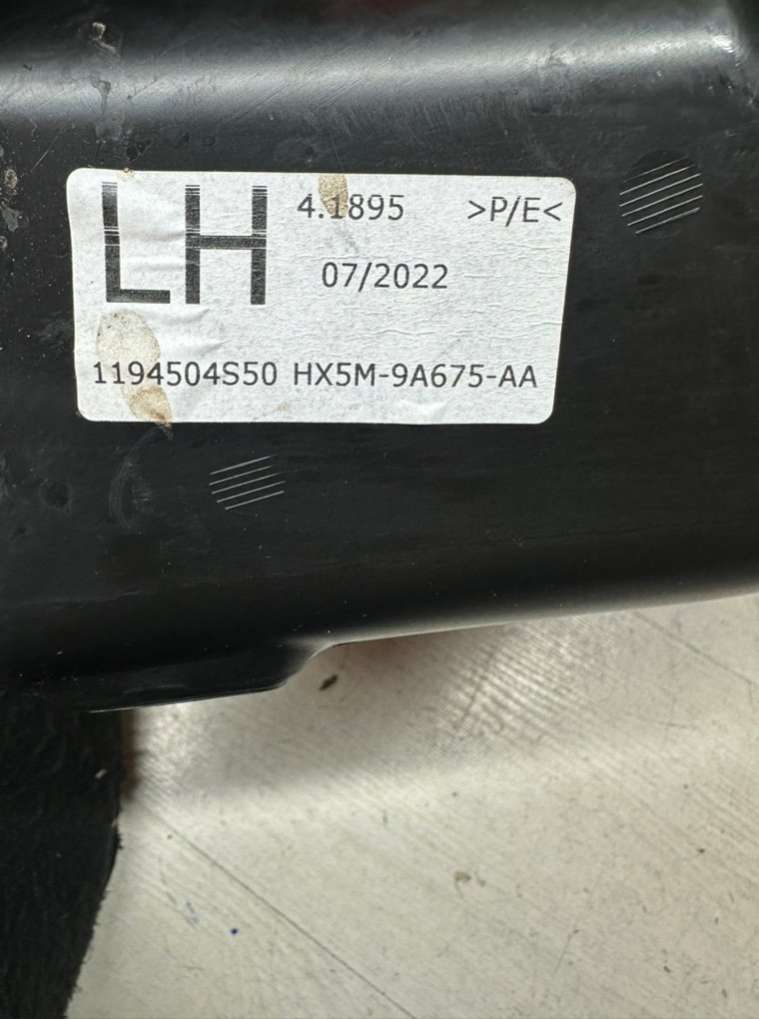 LH 4.1895 >P/E<
07/2022
1194504S50 HX5M-9A675-AA